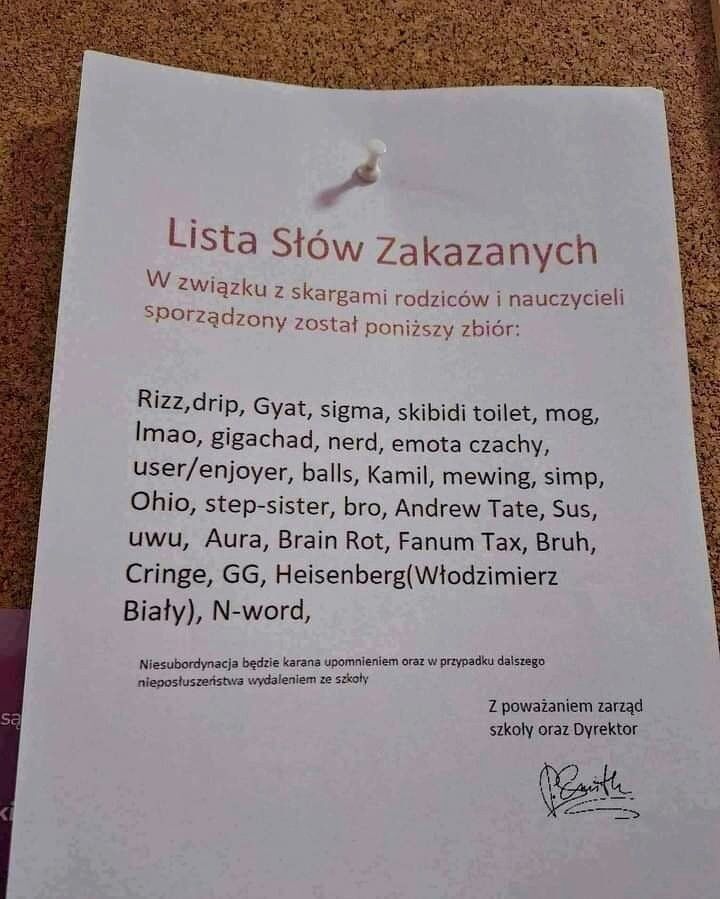 Lista Słów Zakazanych
W związku z skargami rodziców i nauczycieli
sporządzony został poniższy zbiór:
Rizz,drip, Gyat, sigma, skibidi toilet, mog,
lmao, gigachad, nerd, emota czachy,
user/enjoyer, balls, Kamil, mewing, simp,
Ohio, step-sister, bro, Andrew Tate, Sus,
uwu, Aura, Brain Rot, Fanum Tax, Bruh,
Cringe, GG, Heisenberg(Włodzimierz
Biały), N-word,
Niesubordynacja będzie karana upomnieniem oraz w przypadku dalszego
nieposłuszeństwa wydaleniem ze szkoły
Z poważaniem zarząd
szkoły oraz Dyrektor
są
ki